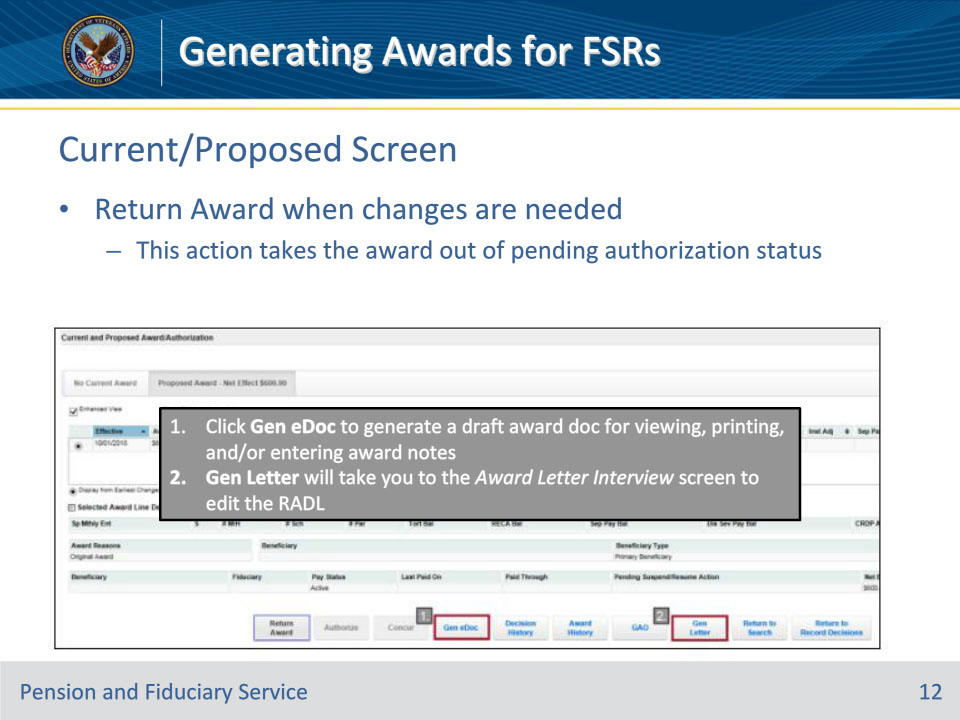 Generating Awards for FSRs
Current/Proposed Screen
• Return Award when changes are needed
– This action takes the award out of pending authorization status
Current and Proposed Award/Authorization
No Current Award Proposed Award - Net Effect $600.00
Enhanced View
Effective
10/01/2016
Inst Adj Sep Pa
1. Click Gen eDoc to generate a draft award doc for viewing, printing,
and/or entering award notes
2. Gen Letter will take you to the Award Letter Interview screen to
edit the RADL
Display from Earliest Change
Selected Award Line De
Sp Mthly Ent S # M/H # Sch # Par Tort Bal RECA Bal Sep Pay Bal Dis Sev Pay Bal CRDP A
Award Reasons Beneficiary Beneficiary Type
Original Award Primary Beneficiary
Beneficiary Fiduciary Pay Status Last Paid On Paid Through Pending Suspend/Resume Action Net E
Active $600.
1. 2.
Return Award Authorize Concur Gen eDoc Decision History Award History GAO Gen Letter Return to Search Return to Record Decisions
Pension and Fiduciary Service 12